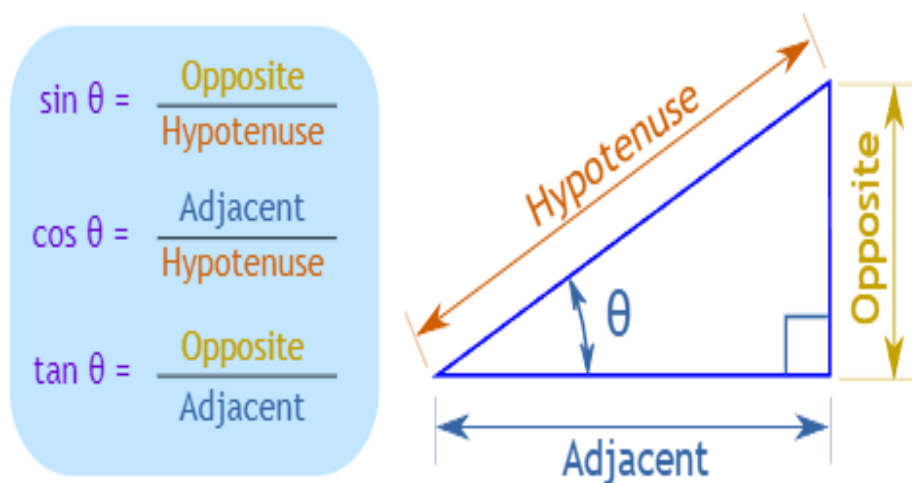 sin θ = Opposite
Hypotenuse
cos θ = Adjacent
Hypotenuse
tan θ = Opposite
Adjacent
Hypotenuse
θ
Opposite
Adjacent